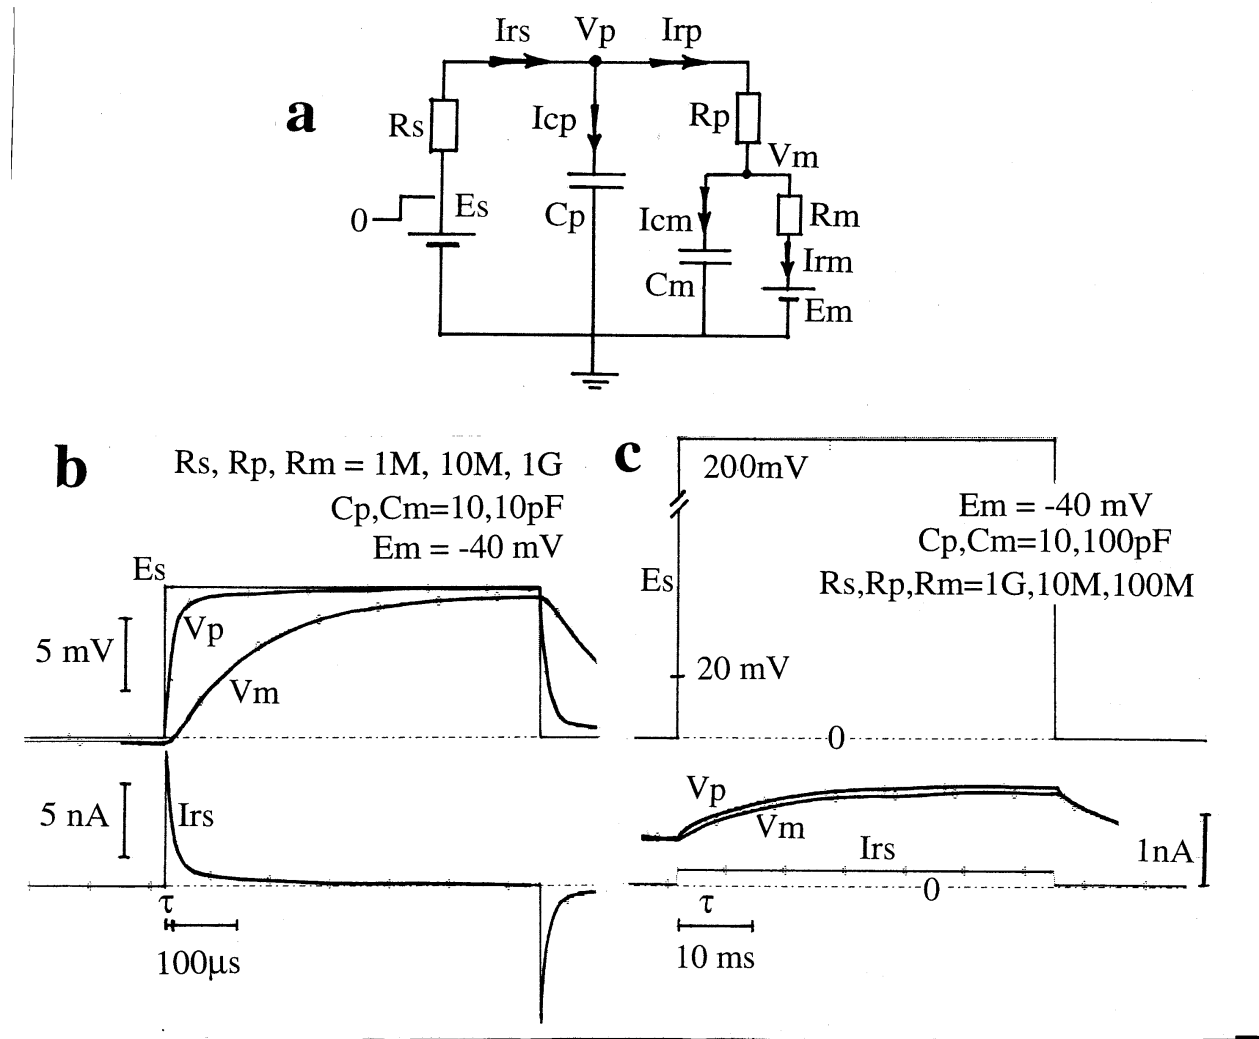 Irs Vp Irp
a
Rs
Icp
Rp
Vm
0
Es
Cp
Icm
Rm
Irm
Cm
Em
b
Rs, Rp, Rm = 1M, 10M, 1G
Cp,Cm=10,10pF
Em = -40 mV
Es
Vp
5 mV
Vm
5 nA
Irs
τ
100μs
c
200mV
Em = -40 mV
Cp,Cm=10,100pF
Es
Rs,Rp,Rm=1G,10M,100M
20 mV
0
Vp
Vm
Irs
1nA
0
τ
10 ms